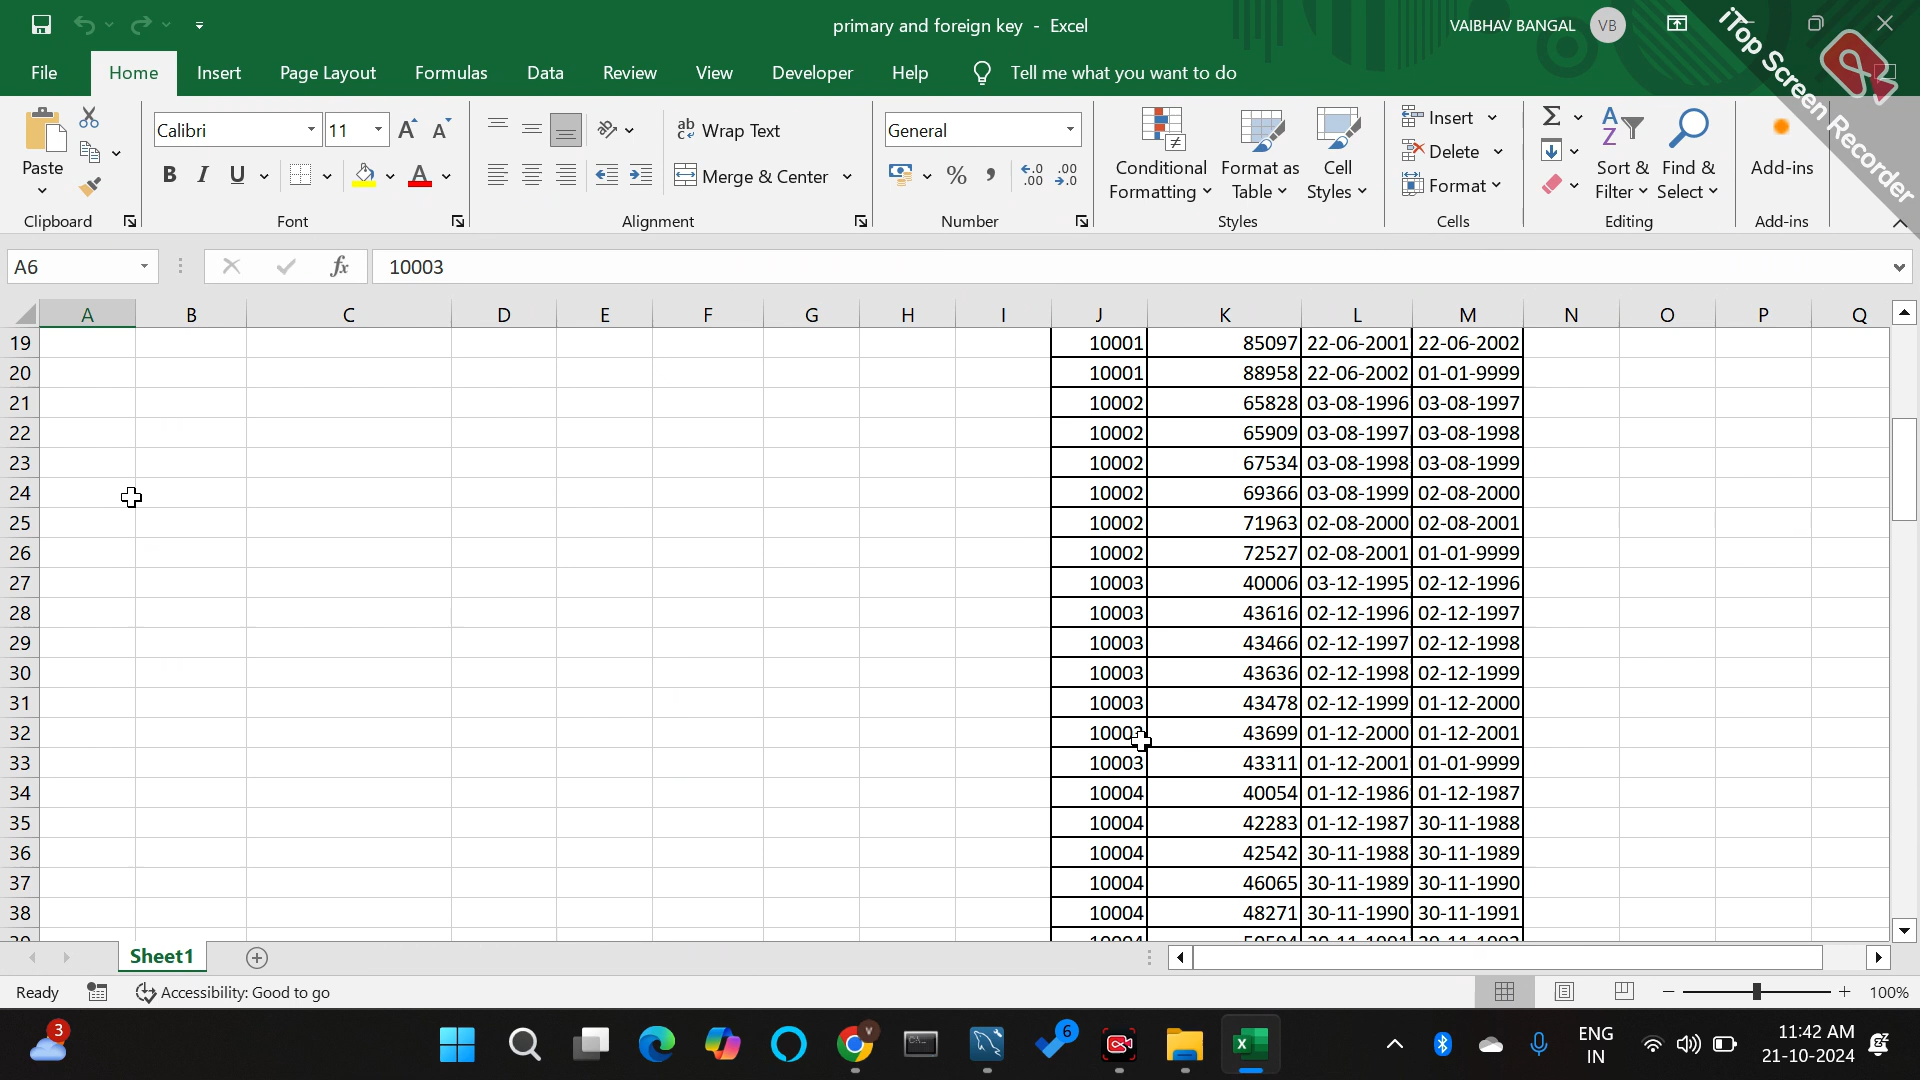 primary and foreign key - Excel
VAIBHAV BANGAL VB
iTop Screen Recorder
File Home Insert Page Layout Formulas Data Review View Developer Help Tell me what you want to do
Paste
Clipboard
Calibri 11
B I U
Font
Wrap Text
Merge & Center
Alignment
General
Number
Conditional Formatting
Format as Table
Cell Styles
Styles
Insert
Delete
Format
Cells
Sort & Filter
Find & Select
Editing
Add-ins
Add-ins
A6 fx 10003
A B C D E F G H I J K L M N O P Q
19 10001 85097 22-06-2001 22-06-2002
20 10001 88958 22-06-2002 01-01-9999
21 10002 65828 03-08-1996 03-08-1997
22 10002 65909 03-08-1997 03-08-1998
23 10002 67534 03-08-1998 03-08-1999
24 10002 69366 03-08-1999 02-08-2000
25 10002 71963 02-08-2000 02-08-2001
26 10002 72527 02-08-2001 01-01-9999
27 10003 40006 03-12-1995 02-12-1996
28 10003 43616 02-12-1996 02-12-1997
29 10003 43466 02-12-1997 02-12-1998
30 10003 43636 02-12-1998 02-12-1999
31 10003 43478 02-12-1999 01-12-2000
32 10003 43699 01-12-2000 01-12-2001
33 10003 43311 01-12-2001 01-01-9999
34 10004 40054 01-12-1986 01-12-1987
35 10004 42283 01-12-1987 30-11-1988
36 10004 42542 30-11-1988 30-11-1989
37 10004 46065 30-11-1989 30-11-1990
38 10004 48271 30-11-1990 30-11-1991
Sheet1
Ready Accessibility: Good to go 100%
3 6 ENG IN
11:42 AM
21-10-2024